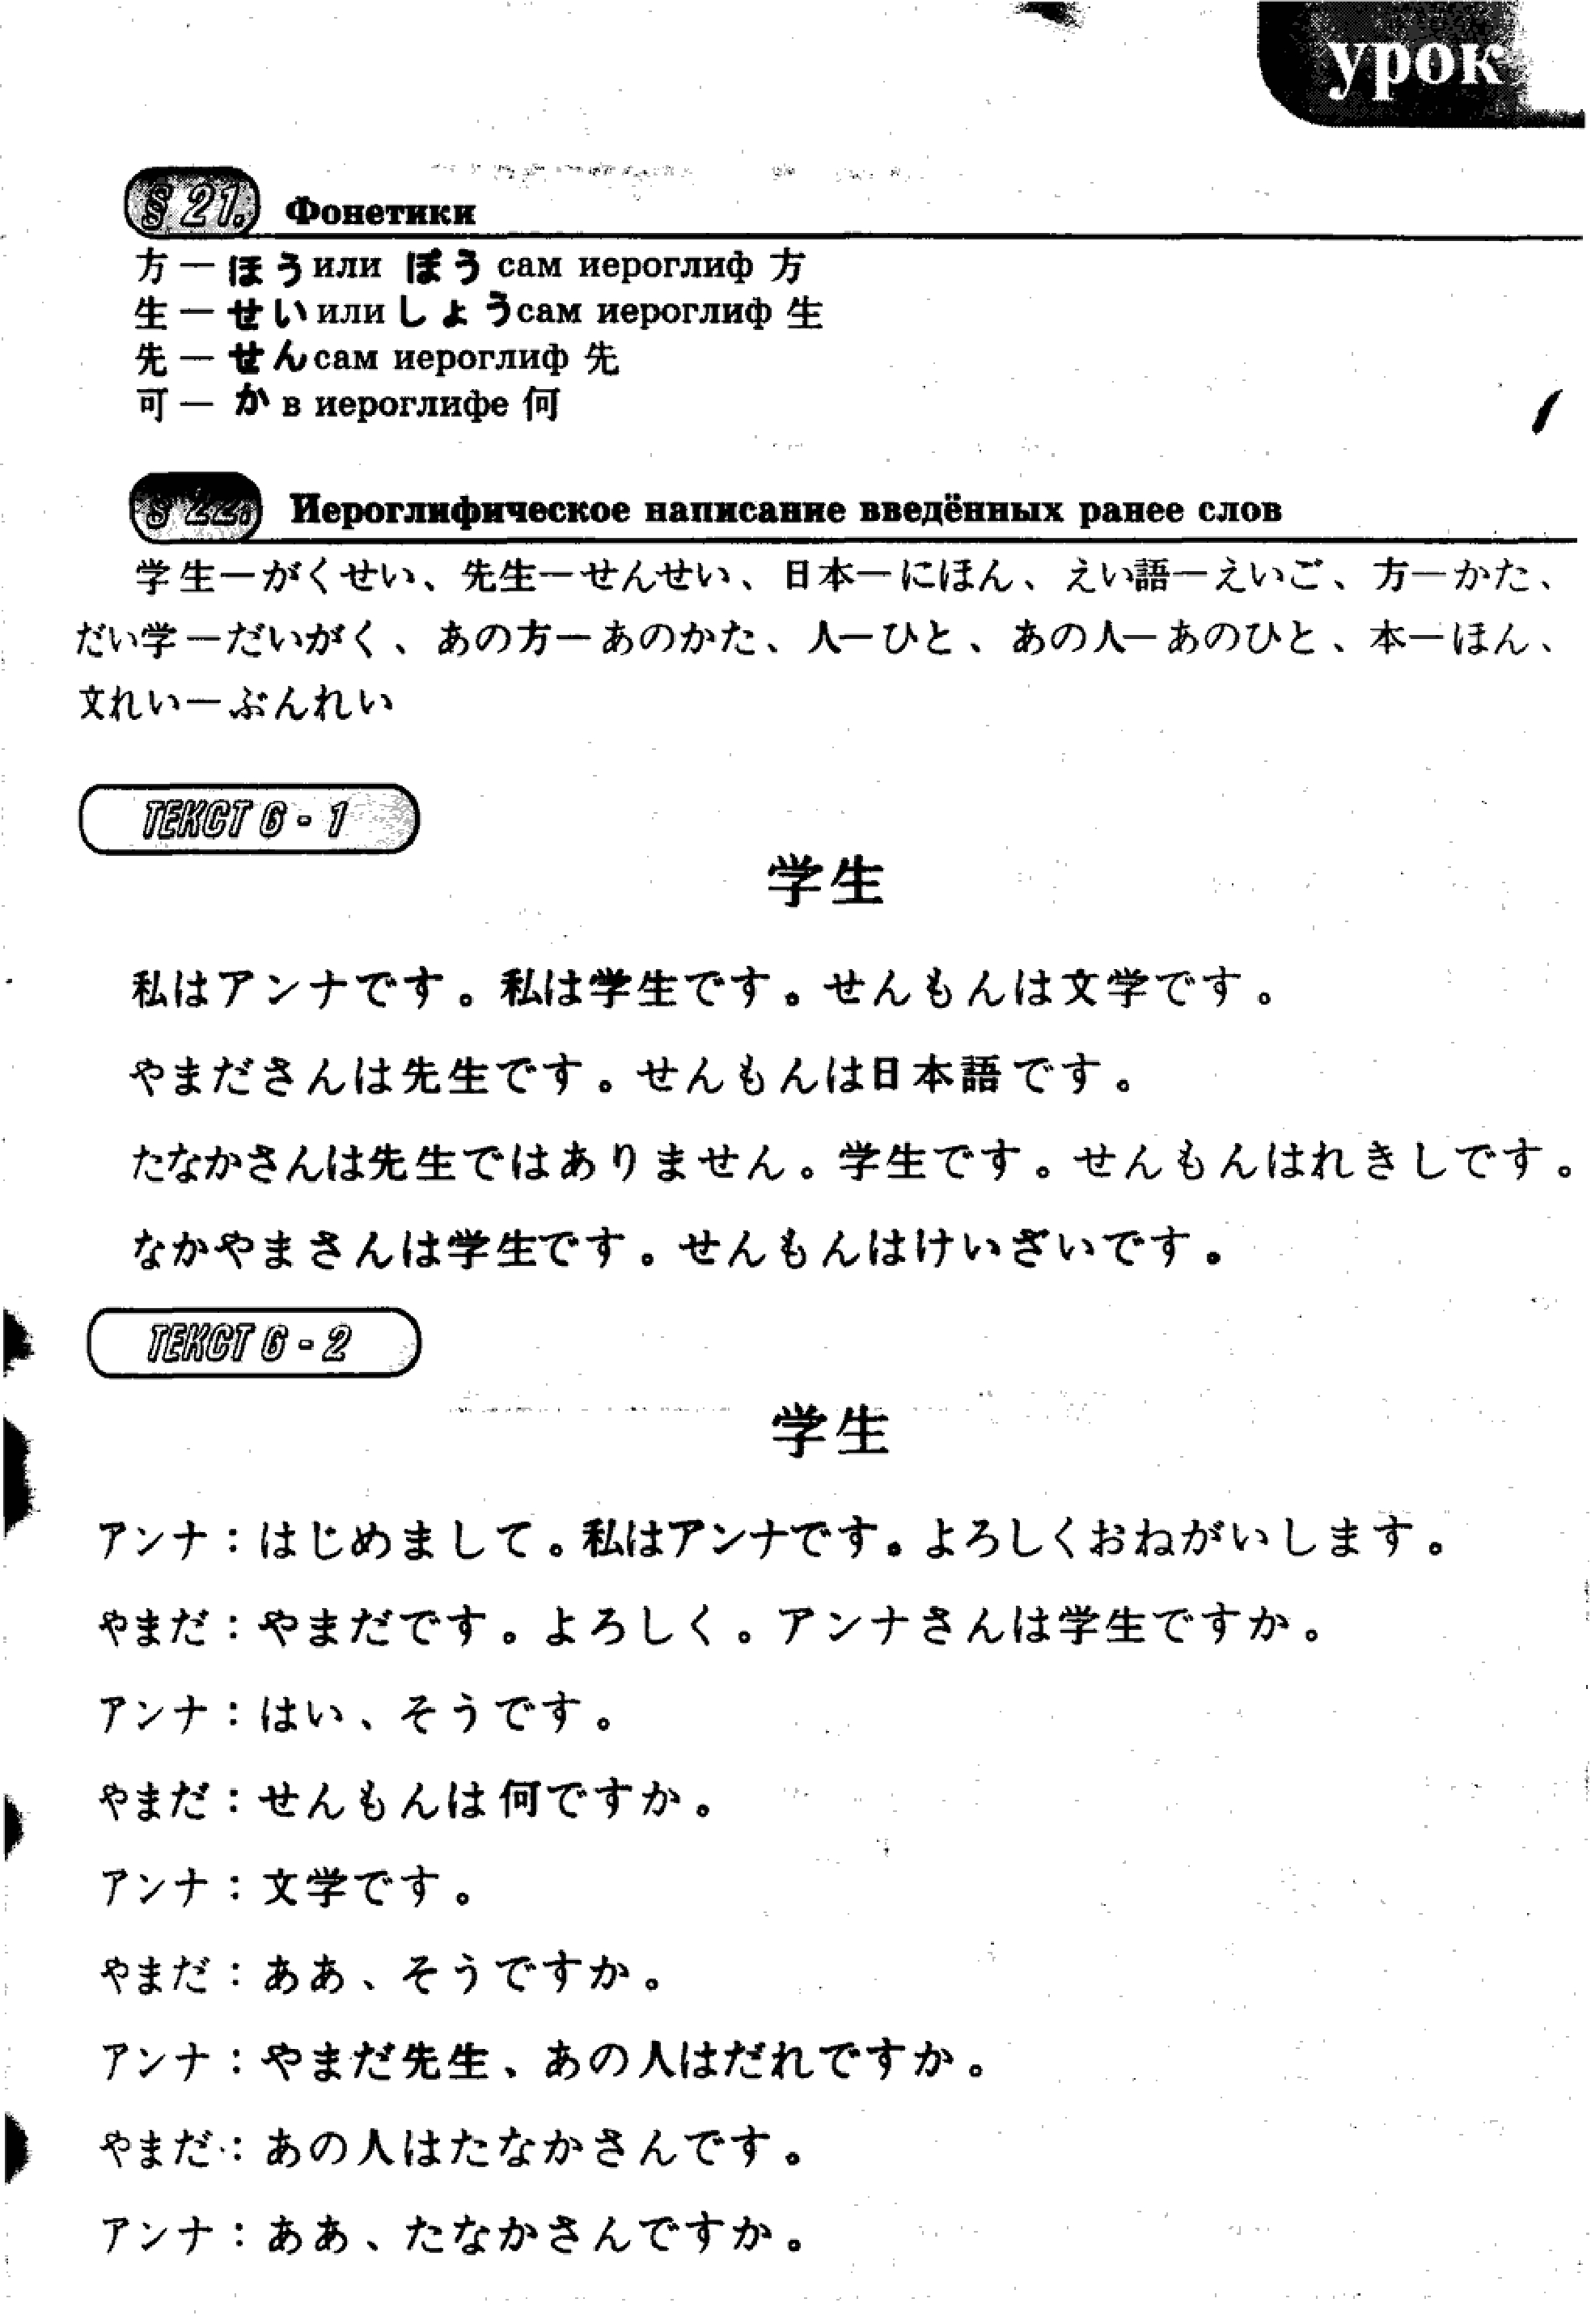 урок
§ 21. Фонетики
方 — ほう или ぽう сам иероглиф 方
生 — せい или しょう сам иероглиф 生
先 — せん сам иероглиф 先
可 — か в иероглифе 何
§ 22. Иероглифическое написание введённых ранее слов
学生—がくせい、先生—せんせい、日本—にほん、えい語—えいご、方—かた、
だい学—だいがく、あの方—あのかた、人—ひと、あの人—あのひと、本—ほん、
文れい—ぶんれい
ТЕКСТ 6 - 1
学生
私はアンナです。私は学生です。せんもんは文学です。
やまださんは先生です。せんもんは日本語です。
たなかさんは先生ではありません。学生です。せんもんはれきしです。
なかやまさんは学生です。せんもんはけいざいです。
ТЕКСТ 6 - 2
学生
アンナ：はじめまして。私はアンナです。よろしくおねがいします。
やまだ：やまだです。よろしく。アンナさんは学生ですか。
アンナ：はい、そうです。
やまだ：せんもんは何ですか。
アンナ：文学です。
やまだ：ああ、そうですか。
アンナ：やまだ先生、あの人はだれですか。
やまだ：あの人はたなかさんです。
アンナ：ああ、たなかさんですか。